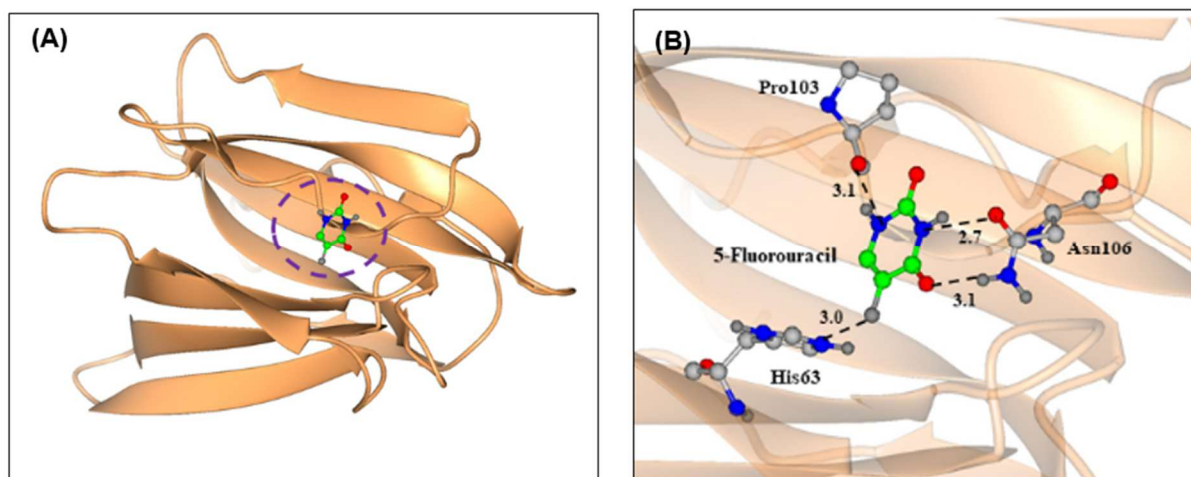 (A)
(B)
Pro103
3.1
5-Fluorouracil
2.7
Asn106
3.1
3.0
His63